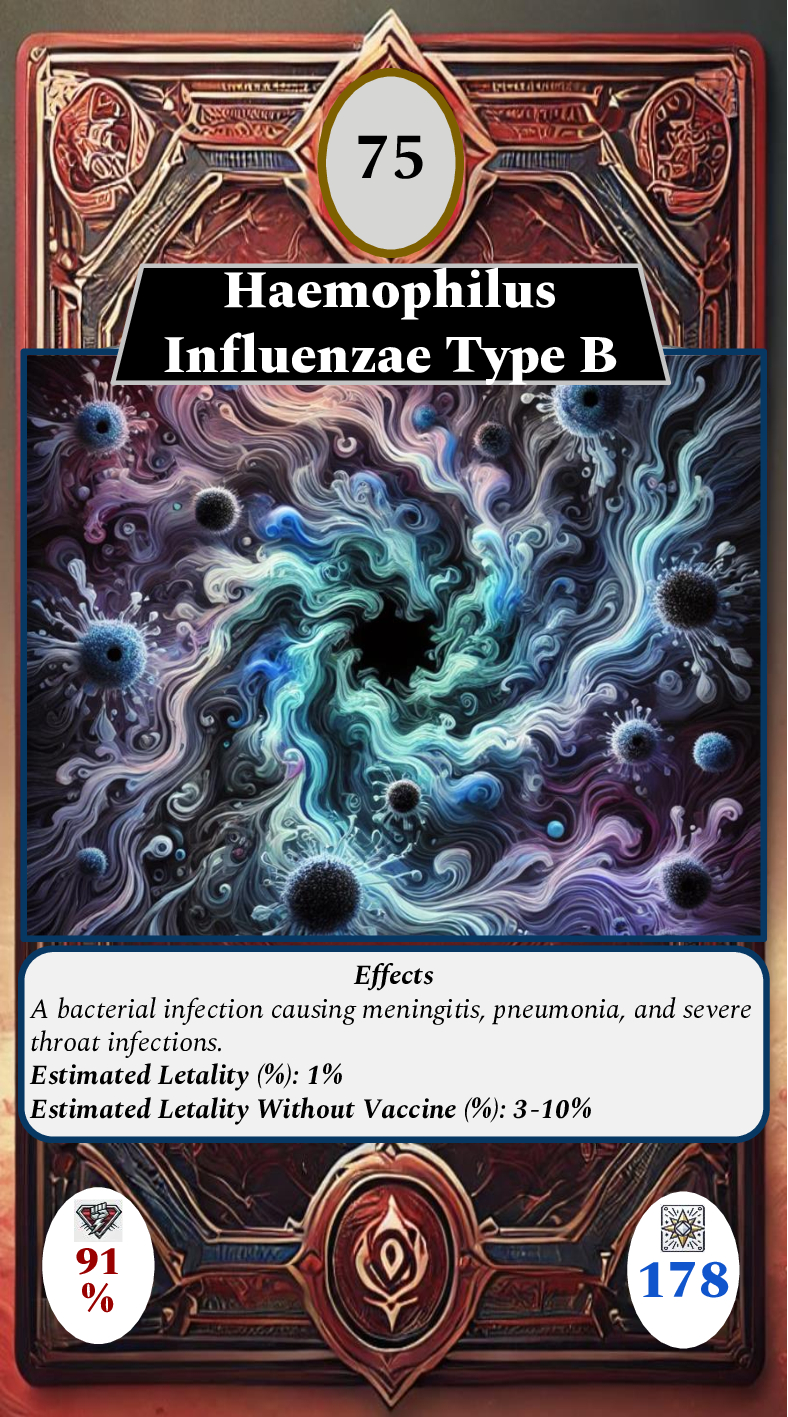 75
Haemophilus
Influenzae Type B
Effects
A bacterial infection causing meningitis, pneumonia, and severe
throat infections.
Estimated Letality (%): 1%
Estimated Letality Without Vaccine (%): 3-10%
91
%
178